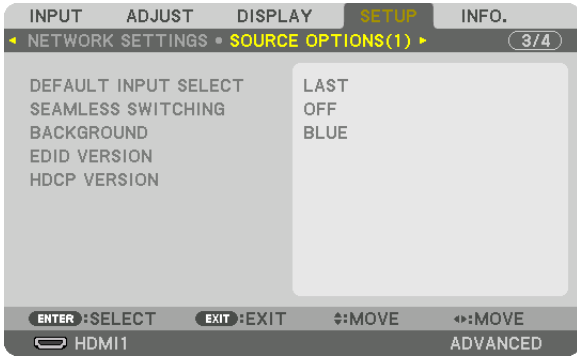 INPUT ADJUST DISPLAY SETUP INFO.
NETWORK SETTINGS • SOURCE OPTIONS(1) 3/4
DEFAULT INPUT SELECT LAST
SEAMLESS SWITCHING OFF
BACKGROUND BLUE
EDID VERSION
HDCP VERSION
ENTER :SELECT EXIT :EXIT :MOVE :MOVE
HDMI1 ADVANCED